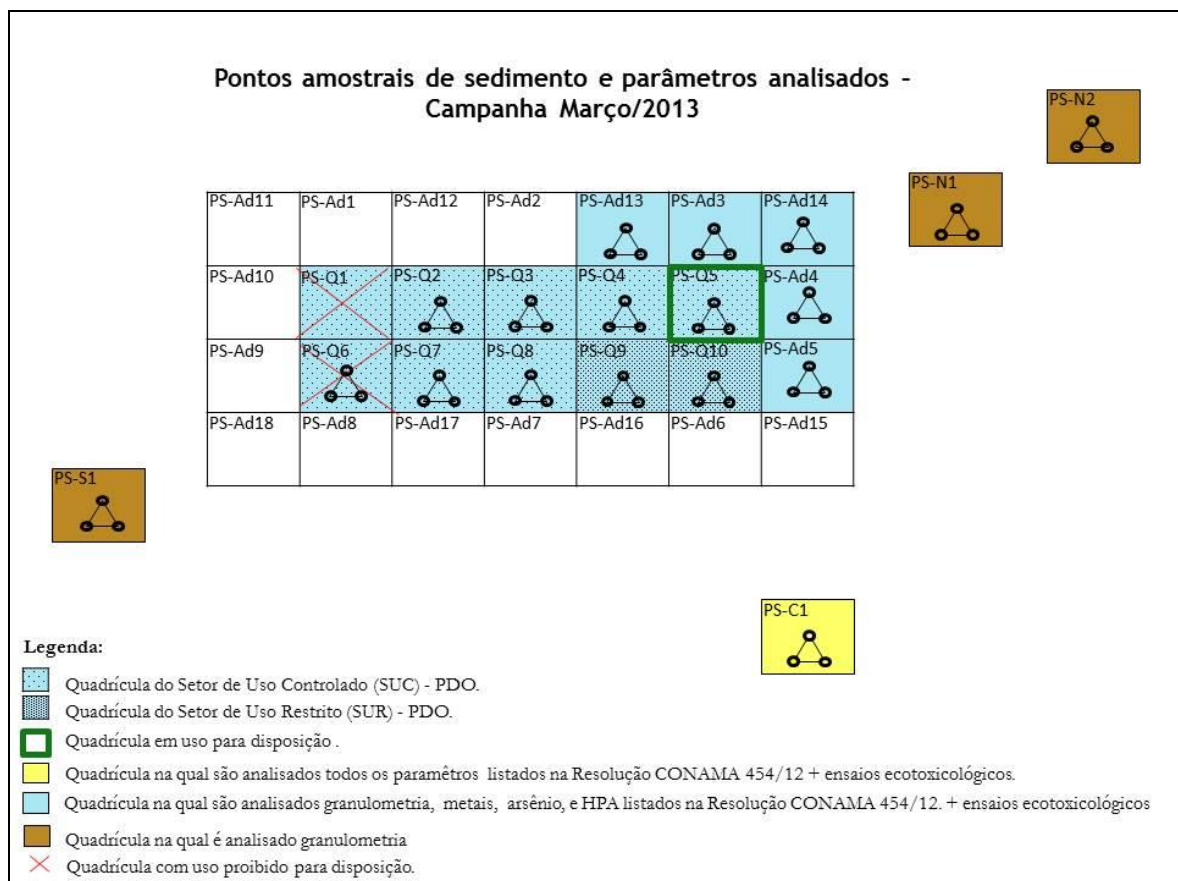 Pontos amostrais de sedimento e parâmetros analisados –
Campanha Março/2013
PS-N2
PS-N1
PS-Ad11 PS-Ad1 PS-Ad12 PS-Ad2 PS-Ad13 PS-Ad3 PS-Ad14
PS-Ad10 PS-Q1 PS-Q2 PS-Q3 PS-Q4 PS-Q5 PS-Ad4
PS-Ad9 PS-Q6 PS-Q7 PS-Q8 PS-Q9 PS-Q10 PS-Ad5
PS-Ad18 PS-Ad8 PS-Ad17 PS-Ad7 PS-Ad16 PS-Ad6 PS-Ad15
PS-S1
PS-C1
Legenda:
Quadrícula do Setor de Uso Controlado (SUC) - PDO.
Quadrícula do Setor de Uso Restrito (SUR) - PDO.
Quadrícula em uso para disposição .
Quadrícula na qual são analisados todos os paramêtros listados na Resolução CONAMA 454/12 + ensaios ecotoxicológicos.
Quadrícula na qual são analisados granulometria, metais, arsênio, e HPA listados na Resolução CONAMA 454/12. + ensaios ecotoxicológicos
Quadrícula na qual é analisado granulometria
Quadrícula com uso proibido para disposição.